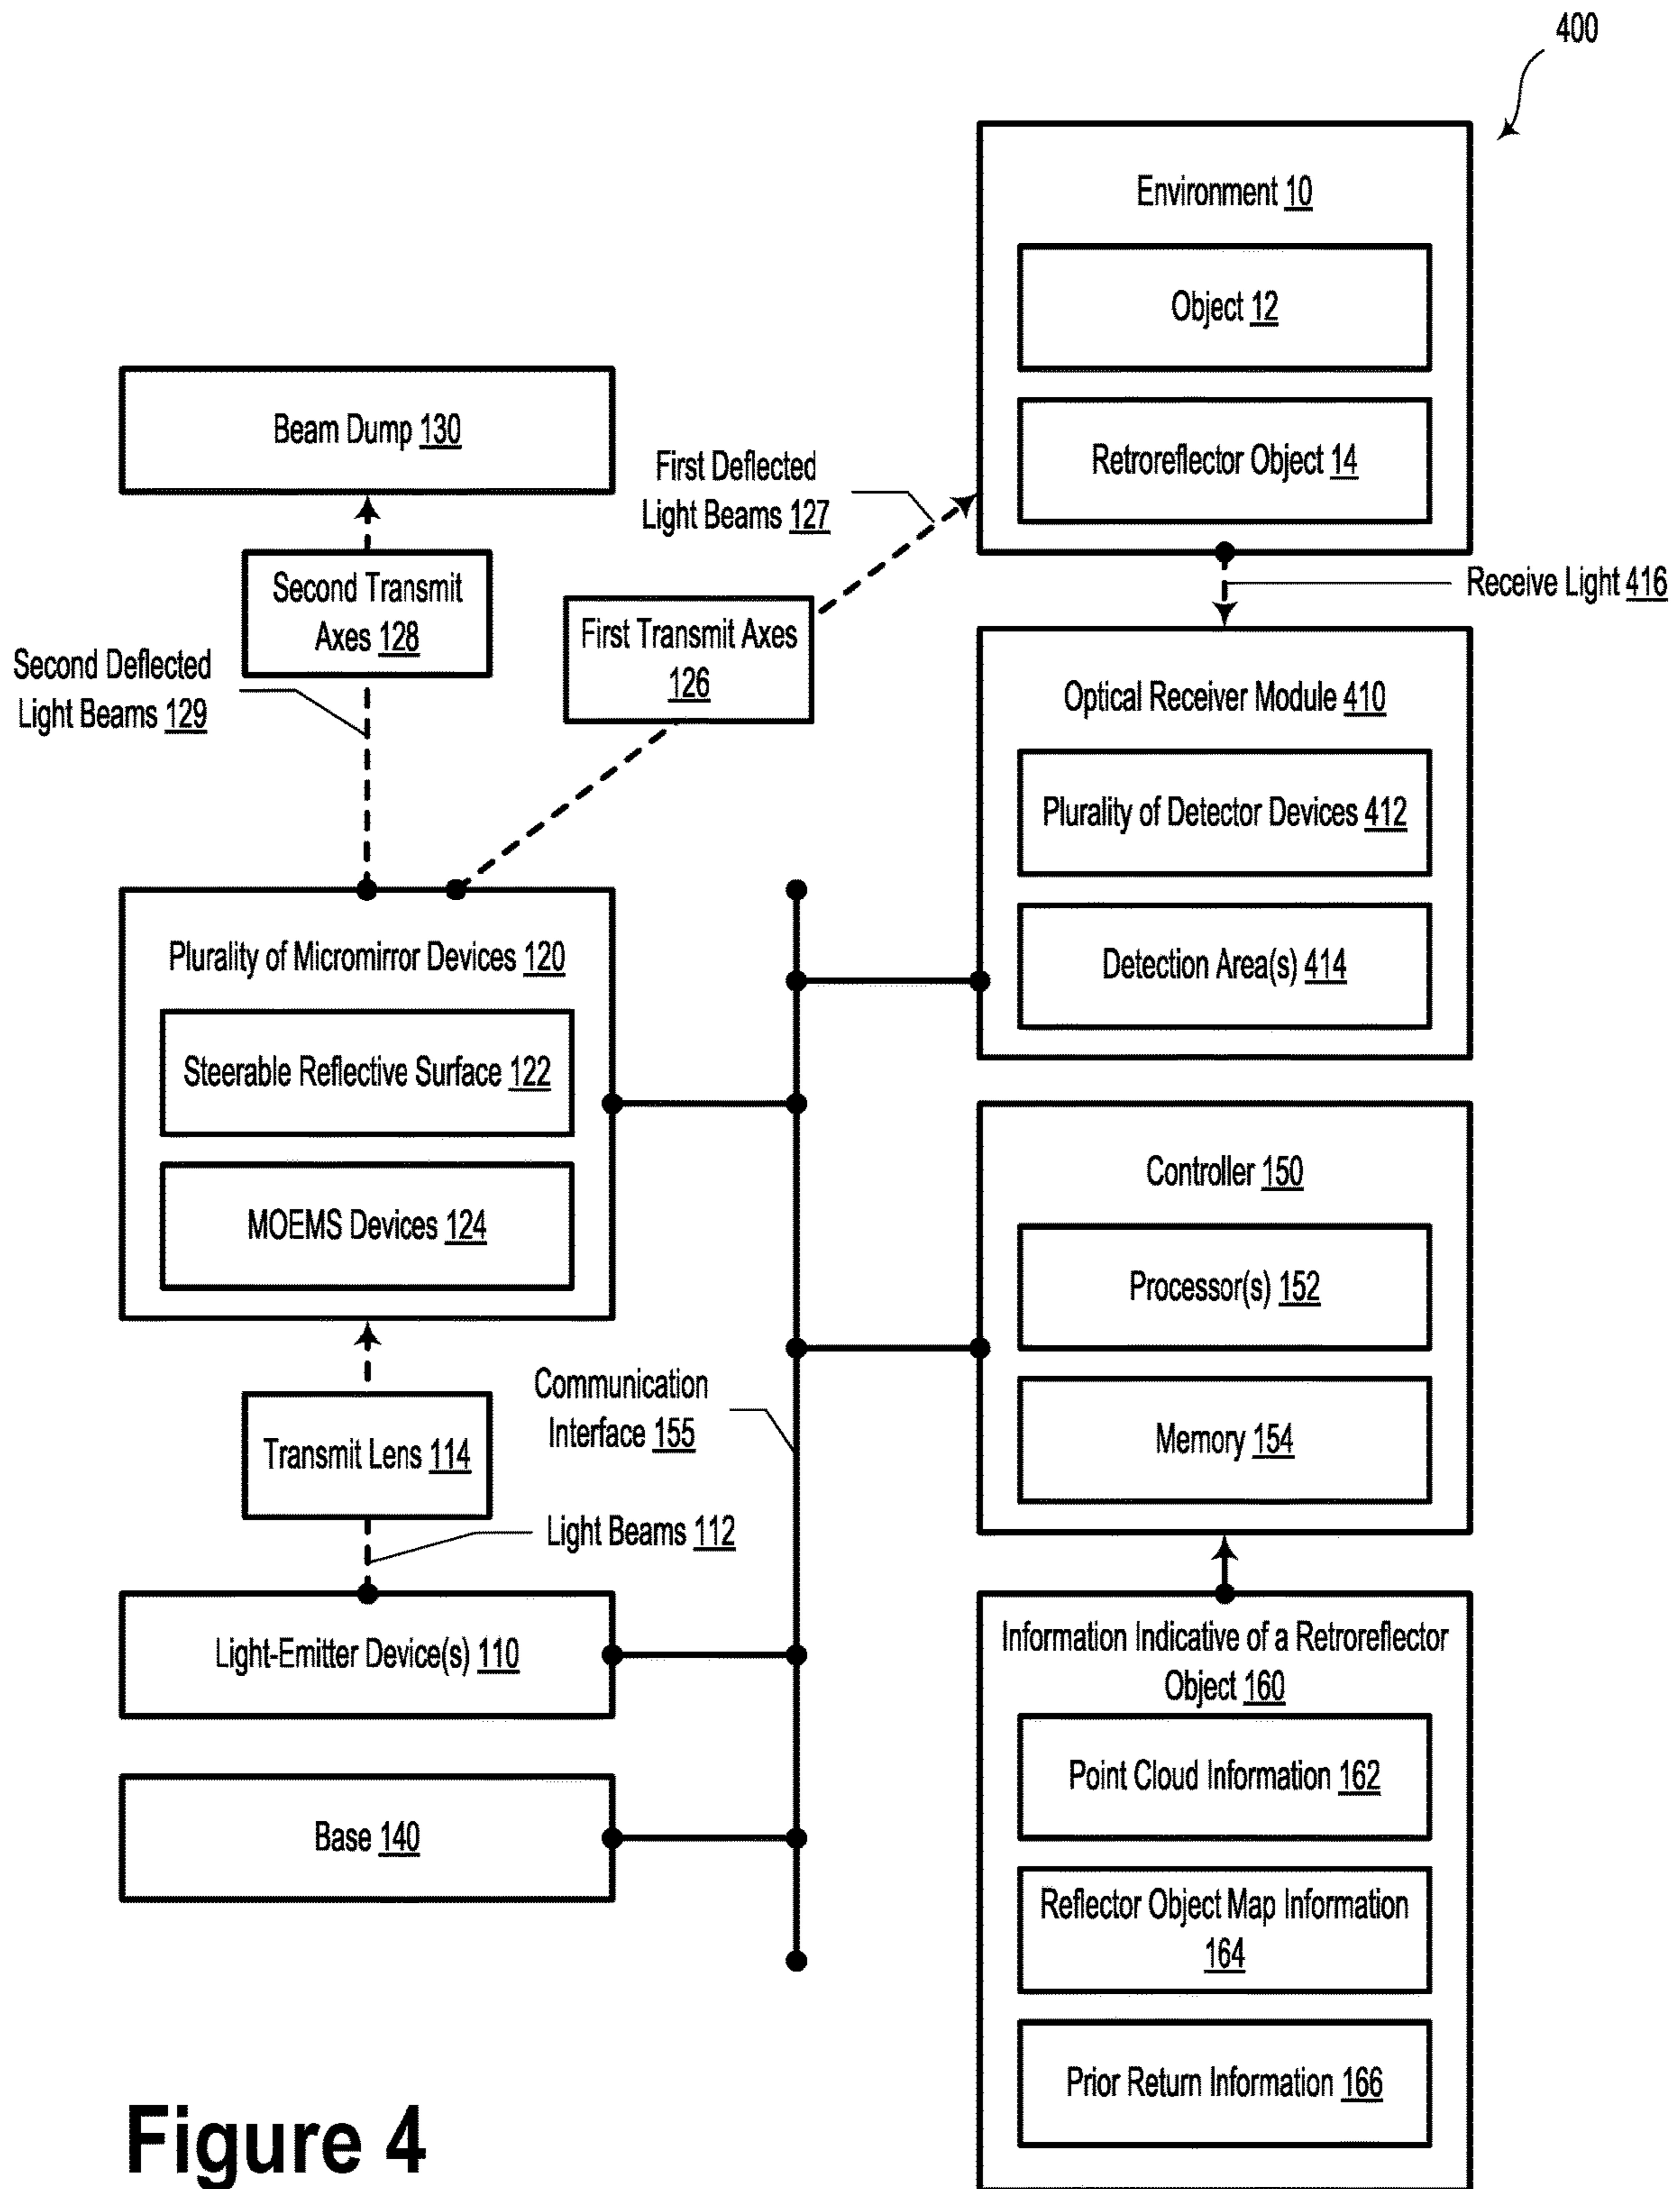 400
Environment 10
Object 12
Retroreflector Object 14
Beam Dump 130
First Deflected
Light Beams 127
Second Transmit
Axes 128
First Transmit Axes
126
Receive Light 416
Second Deflected
Light Beams 129
Optical Receiver Module 410
Plurality of Detector Devices 412
Detection Area(s) 414
Plurality of Micromirror Devices 120
Steerable Reflective Surface 122
MOEMS Devices 124
Controller 150
Processor(s) 152
Memory 154
Communication
Interface 155
Transmit Lens 114
Light Beams 112
Light-Emitter Device(s) 110
Base 140
Information Indicative of a Retroreflector
Object 160
Point Cloud Information 162
Reflector Object Map Information
164
Prior Return Information 166
Figure 4